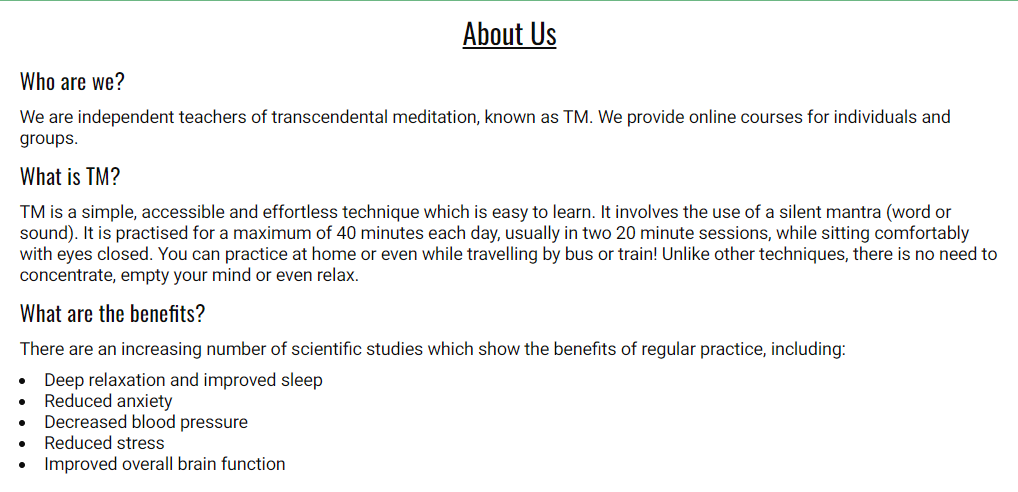 About Us
Who are we?
We are independent teachers of transcendental meditation, known as TM. We provide online courses for individuals and
groups.
What is TM?
TM is a simple, accessible and effortless technique which is easy to learn. It involves the use of a silent mantra (word or
sound). It is practised for a maximum of 40 minutes each day, usually in two 20 minute sessions, while sitting comfortably
with eyes closed. You can practice at home or even while travelling by bus or train! Unlike other techniques, there is no need to
concentrate, empty your mind or even relax.
What are the benefits?
There are an increasing number of scientific studies which show the benefits of regular practice, including:
• Deep relaxation and improved sleep
• Reduced anxiety
• Decreased blood pressure
• Reduced stress
• Improved overall brain function